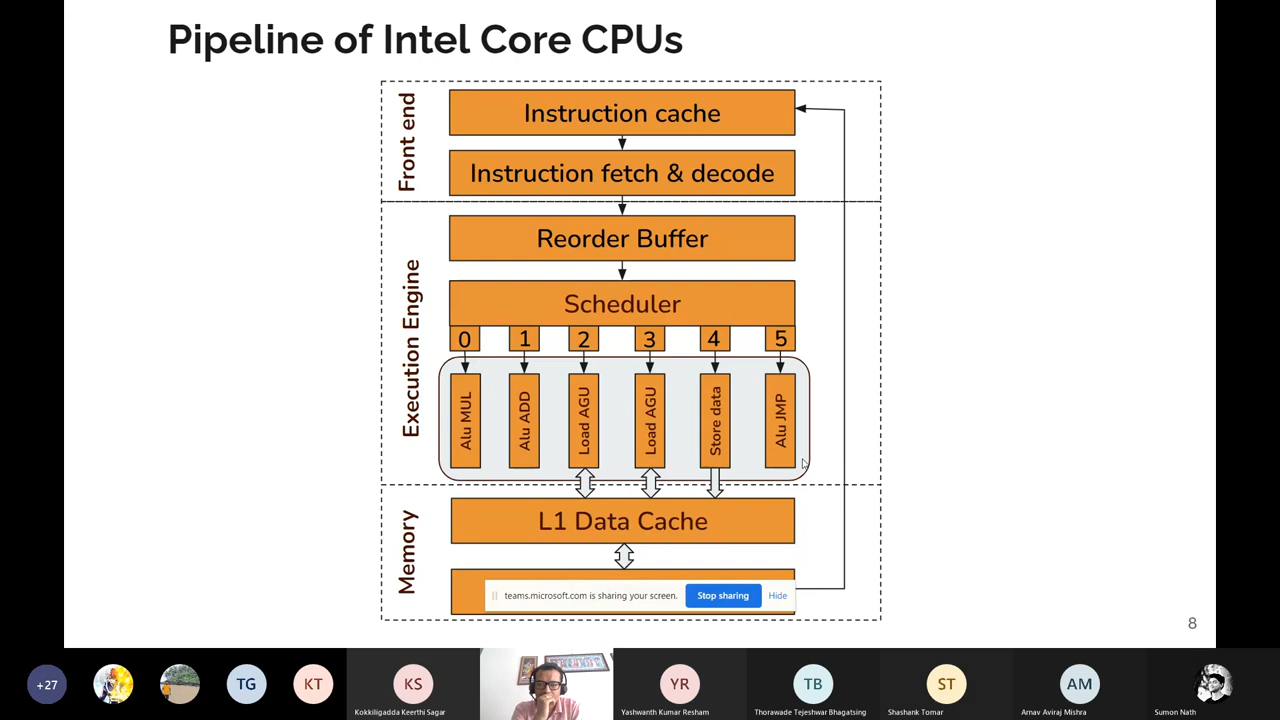 Pipeline of Intel Core CPUs
Front end
Instruction cache
Instruction fetch & decode
Execution Engine
Reorder Buffer
Scheduler
0 1 2 3 4 5
Alu MUL
Alu ADD
Load AGU
Load AGU
Store data
Alu JMP
Memory
L1 Data Cache
teams.microsoft.com is sharing your screen. Stop sharing Hide
8
+27 TG KT KS YR TB ST AM
Kokkiligadda Keerthi Sagar Yashwanth Kumar Resham Thorawade Tejeshwar Bhagatsing Shashank Tomar Arnav Aviraj Mishra Sumon Nath